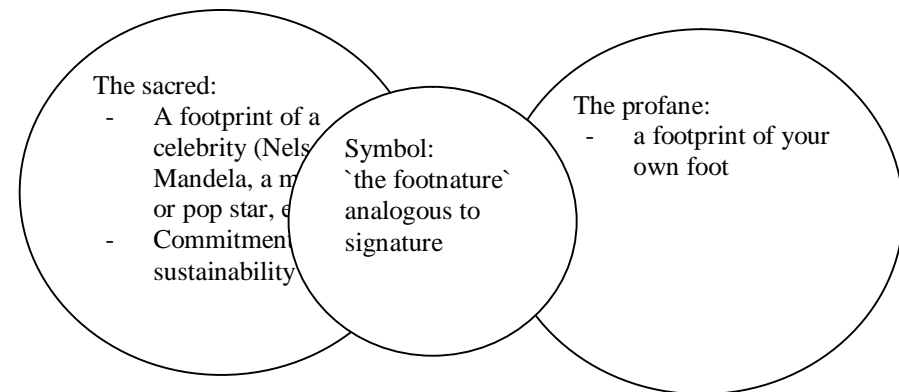 The sacred:
- A footprint of a
celebrity (Nels
Mandela, a m
or pop star, e
- Commitment
sustainability
Symbol:
`the footnature`
analogous to
signature
The profane:
- a footprint of your
own foot